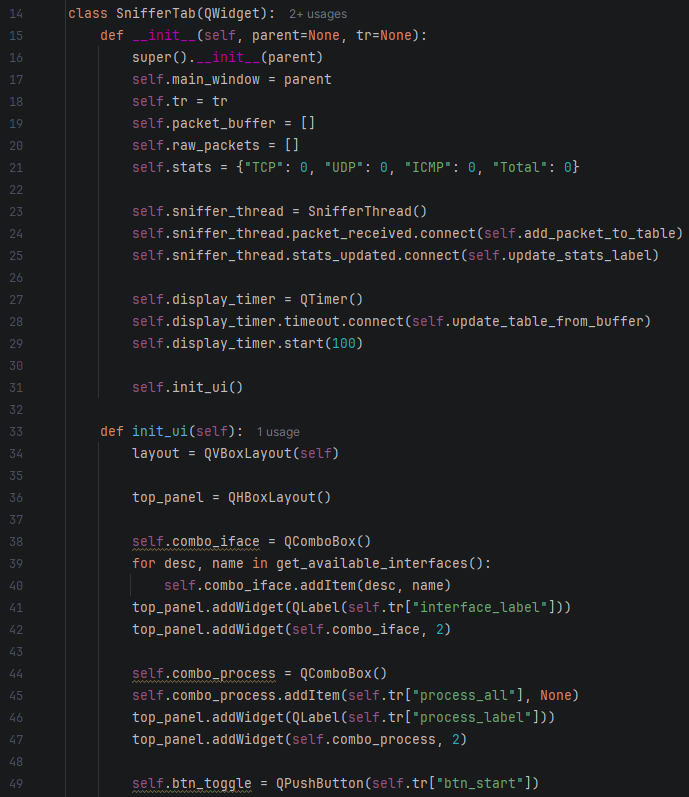 14 class SnifferTab(QWidget): 2+ usages
15 def __init__(self, parent=None, tr=None):
16 super().__init__(parent)
17 self.main_window = parent
18 self.tr = tr
19 self.packet_buffer = []
20 self.raw_packets = []
21 self.stats = {"TCP": 0, "UDP": 0, "ICMP": 0, "Total": 0}
22
23 self.sniffer_thread = SnifferThread()
24 self.sniffer_thread.packet_received.connect(self.add_packet_to_table)
25 self.sniffer_thread.stats_updated.connect(self.update_stats_label)
26
27 self.display_timer = QTimer()
28 self.display_timer.timeout.connect(self.update_table_from_buffer)
29 self.display_timer.start(100)
30
31 self.init_ui()
32
33 def init_ui(self): 1 usage
34 layout = QVBoxLayout(self)
35
36 top_panel = QHBoxLayout()
37
38 self.combo_iface = QComboBox()
39 for desc, name in get_available_interfaces():
40 self.combo_iface.addItem(desc, name)
41 top_panel.addWidget(QLabel(self.tr["interface_label"]))
42 top_panel.addWidget(self.combo_iface, 2)
43
44 self.combo_process = QComboBox()
45 self.combo_process.addItem(self.tr["process_all"], None)
46 top_panel.addWidget(QLabel(self.tr["process_label"]))
47 top_panel.addWidget(self.combo_process, 2)
48
49 self.btn_toggle = QPushButton(self.tr["btn_start"])